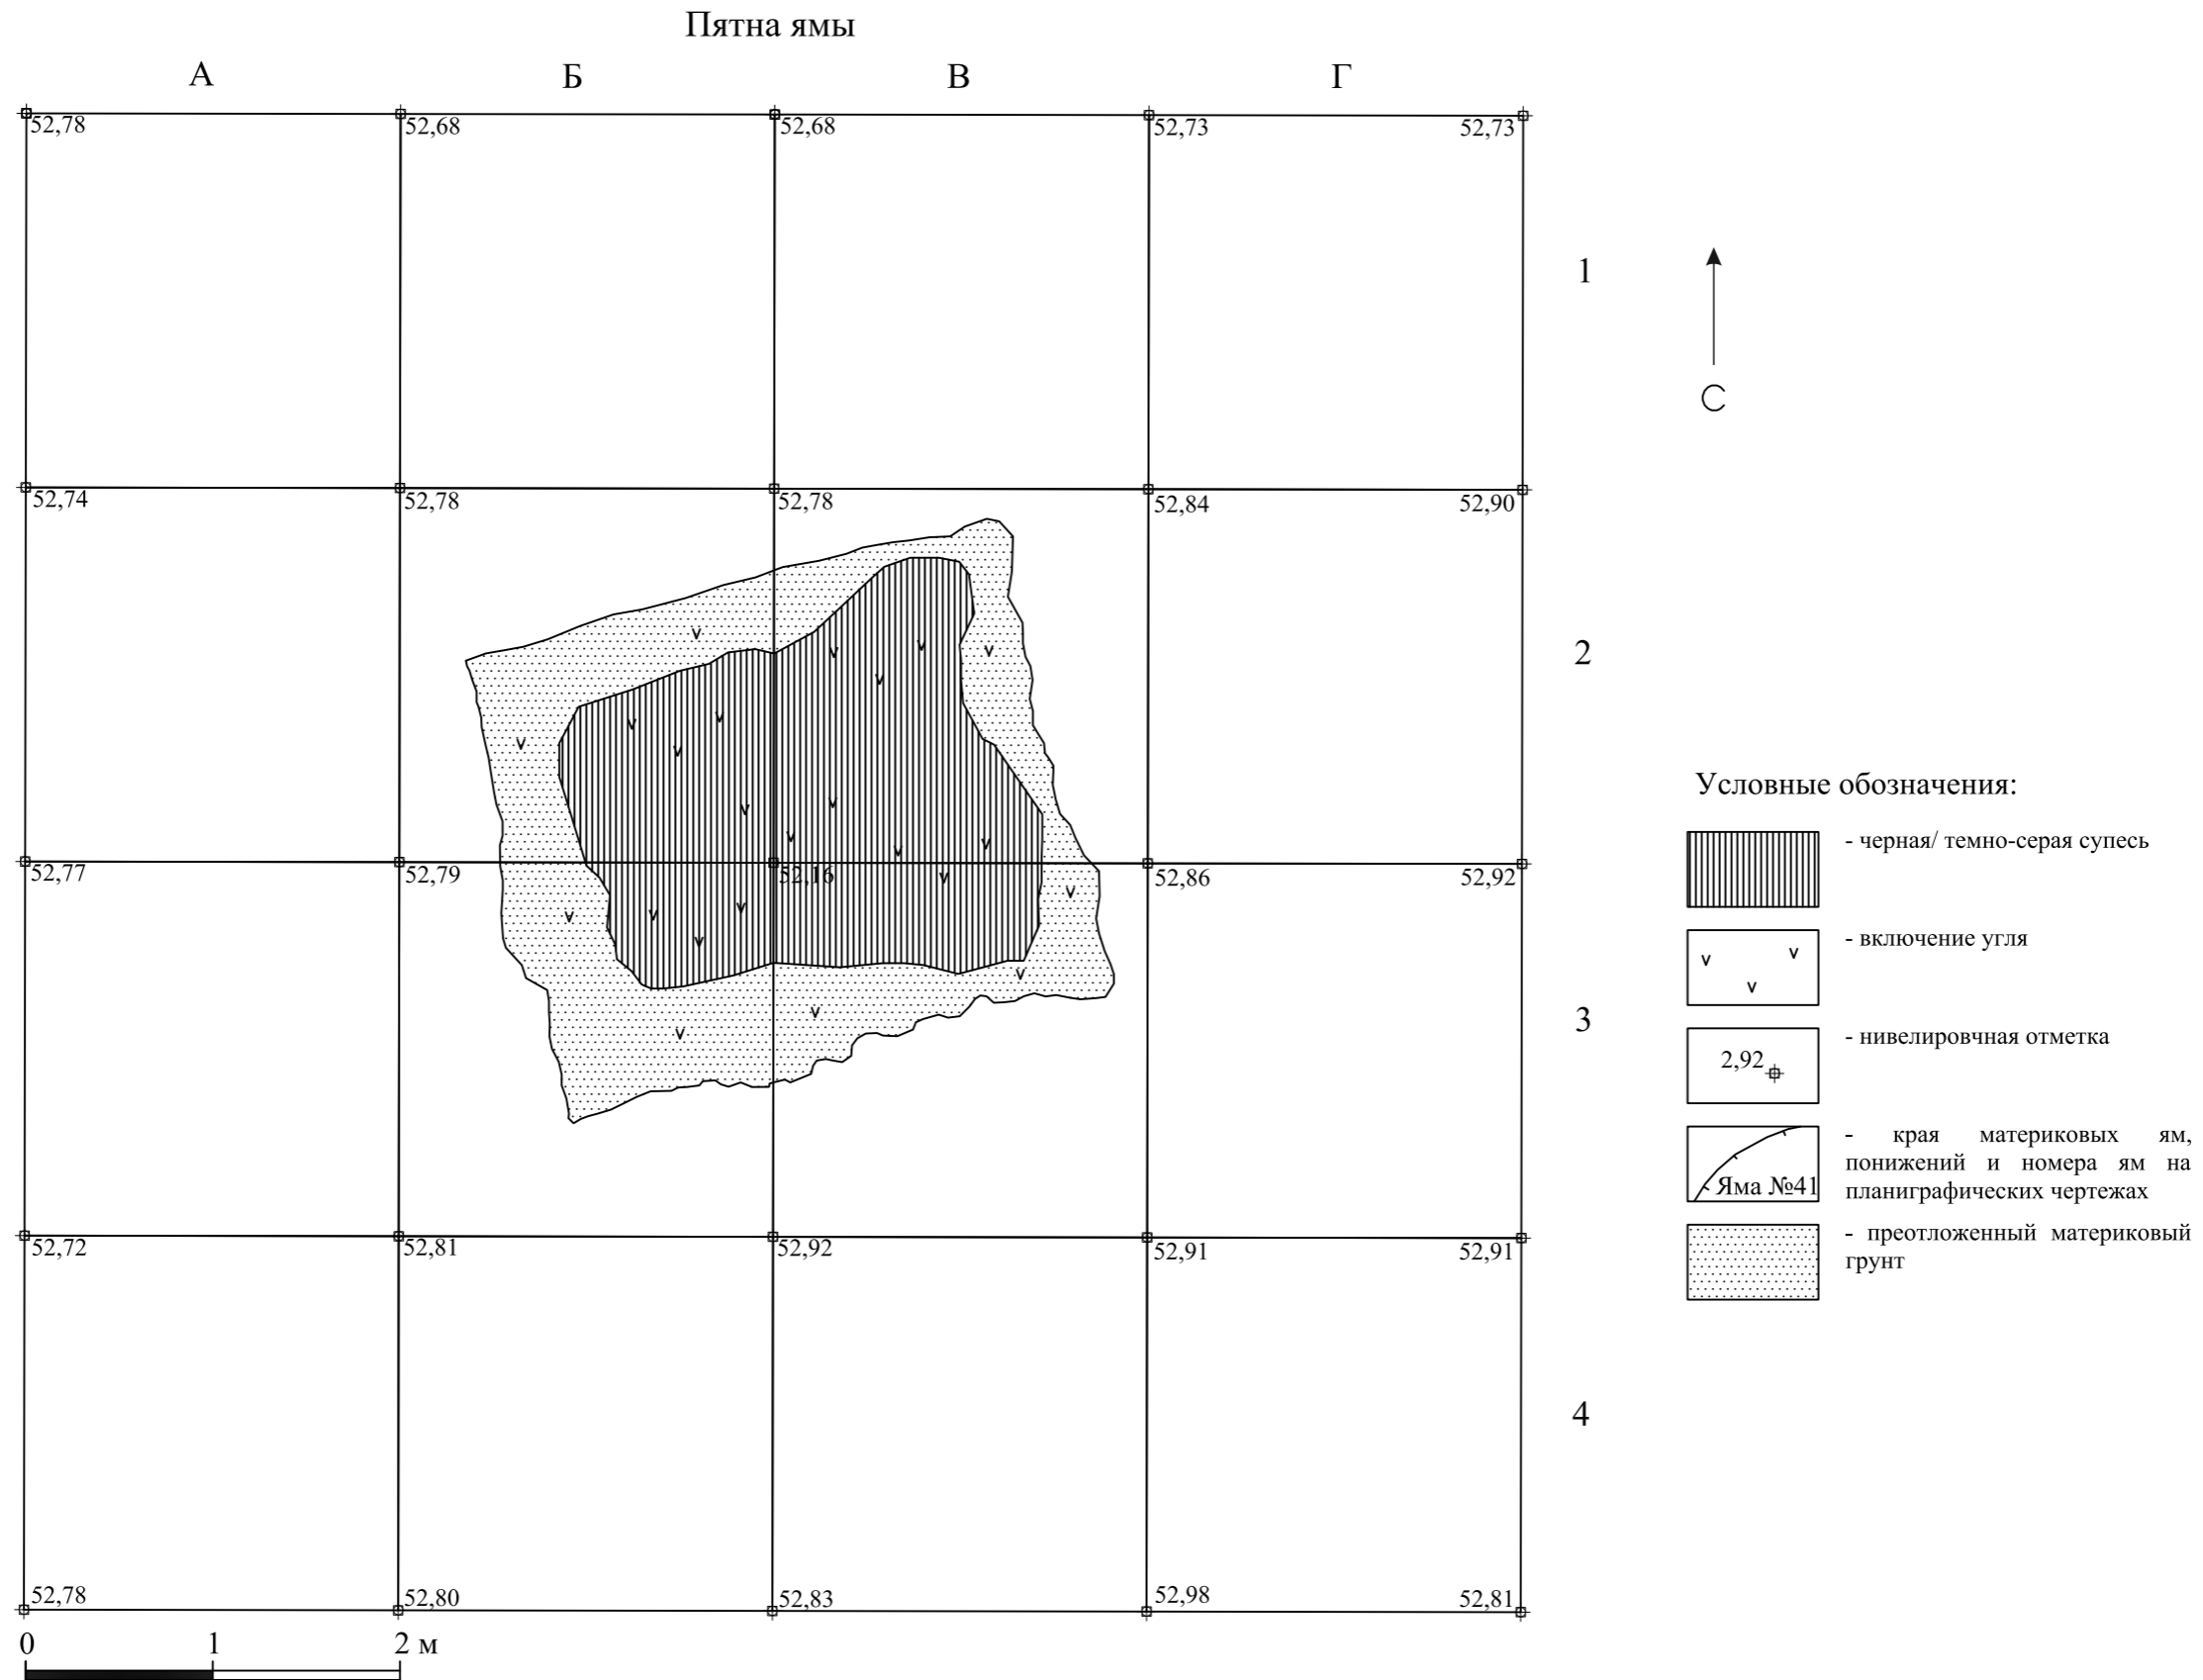 Пятна ямы
А Б В Г
52,78 52,68 52,68 52,73 52,73
1
С
52,74 52,78 52,78 52,84 52,90
2
Условные обозначения:
- черная/ темно-серая супесь
52,77 52,79 52,16 52,86 52,92
- включение угля
3
- нивелировчная отметка
2,92
- края материковых ям,
понижений и номера ям на
планиграфических чертежах
Яма №41
- преотложенный материковый
грунт
52,72 52,81 52,92 52,91 52,91
4
52,78 52,80 52,83 52,98 52,81
0 1 2 м